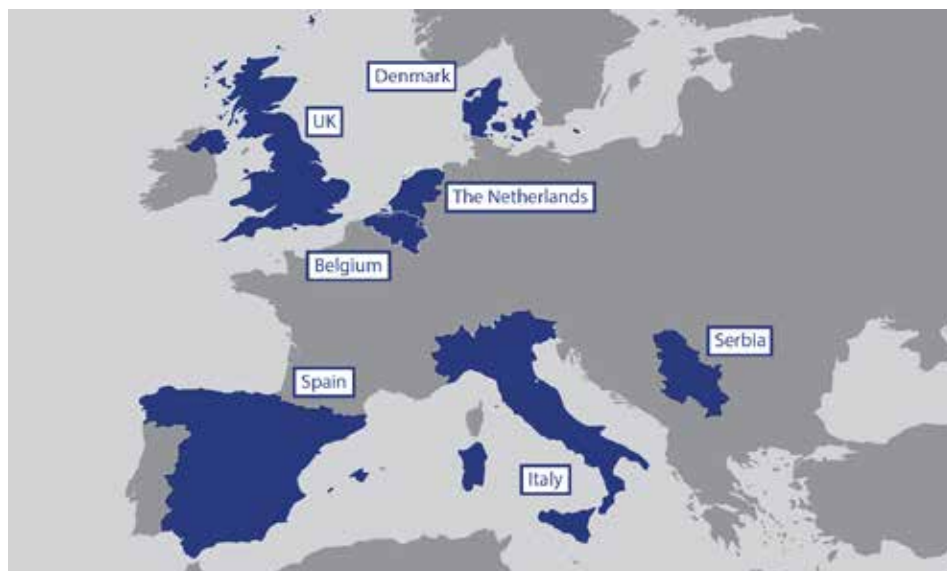 Denmark
UK
The Netherlands
Belgium
Serbia
Spain
Italy